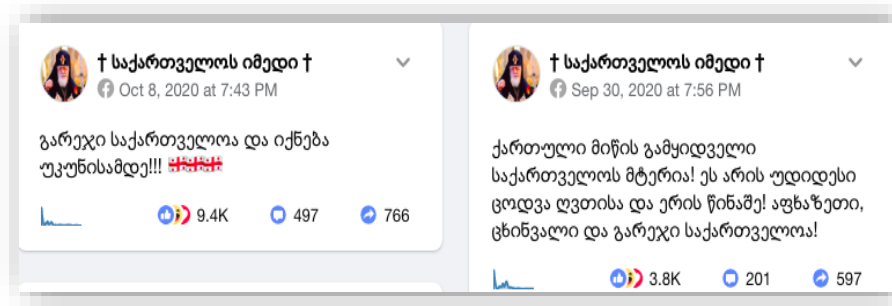 † საქართველოს იმედი †
Oct 8, 2020 at 7:43 PM
გარეჯი საქართველოა და იქნება
უკუნისამდე!!! 🇬🇪🇬🇪🇬🇪
9.4K 497 766
† საქართველოს იმედი †
Sep 30, 2020 at 7:56 PM
ქართული მიწის გამყიდველი
საქართველოს მტერია! ეს არის უდიდესი
ცოდვა ღვთისა და ერის წინაშე! აფხაზეთი,
ცხინვალი და გარეჯი საქართველოა!
3.8K 201 597